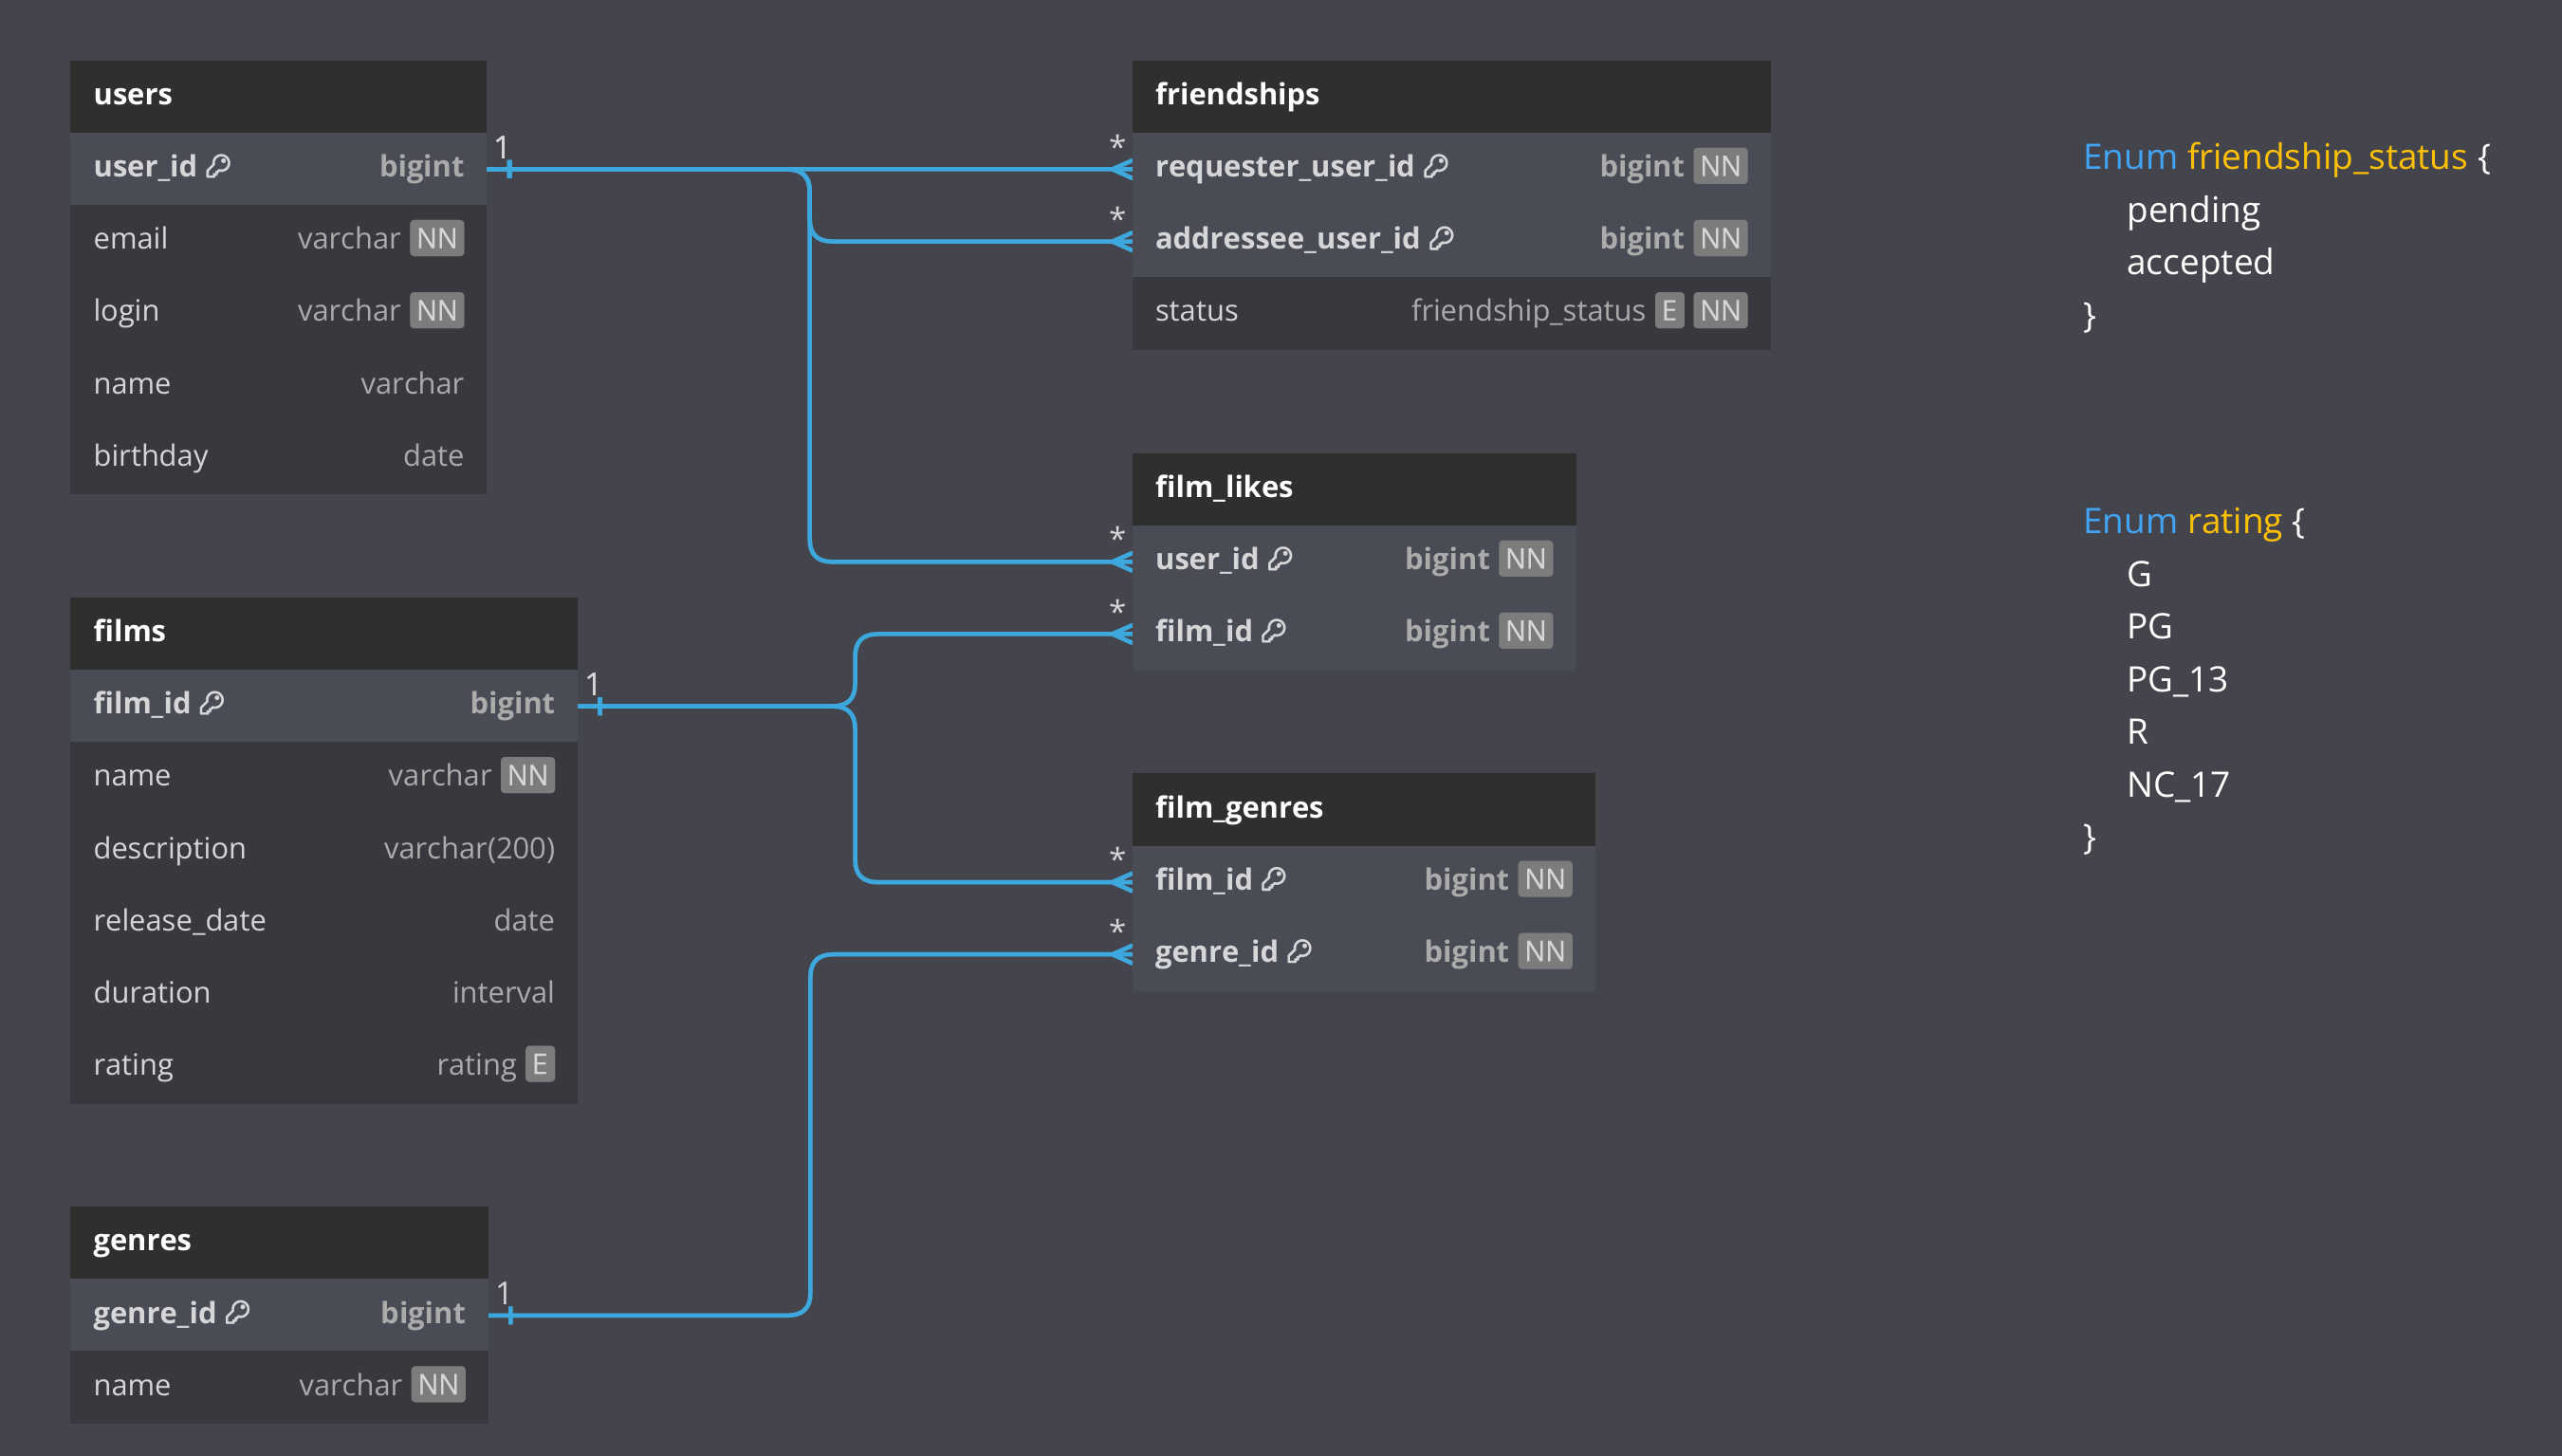 users
user_id bigint
email varchar NN
login varchar NN
name varchar
birthday date
1
friendships
* requester_user_id bigint NN
* addressee_user_id bigint NN
status friendship_status E NN
Enum friendship_status {
pending
accepted
}
film_likes
* user_id bigint NN
* film_id bigint NN
Enum rating {
G
PG
PG_13
R
NC_17
}
films
film_id bigint
name varchar NN
description varchar(200)
release_date date
duration interval
rating rating E
1
film_genres
* film_id bigint NN
* genre_id bigint NN
genres
genre_id bigint
name varchar NN
1